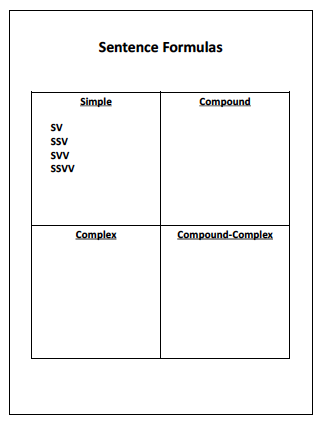 Sentence Formulas
Simple
SV
SSV
SVV
SSVV
Compound
Complex
Compound-Complex